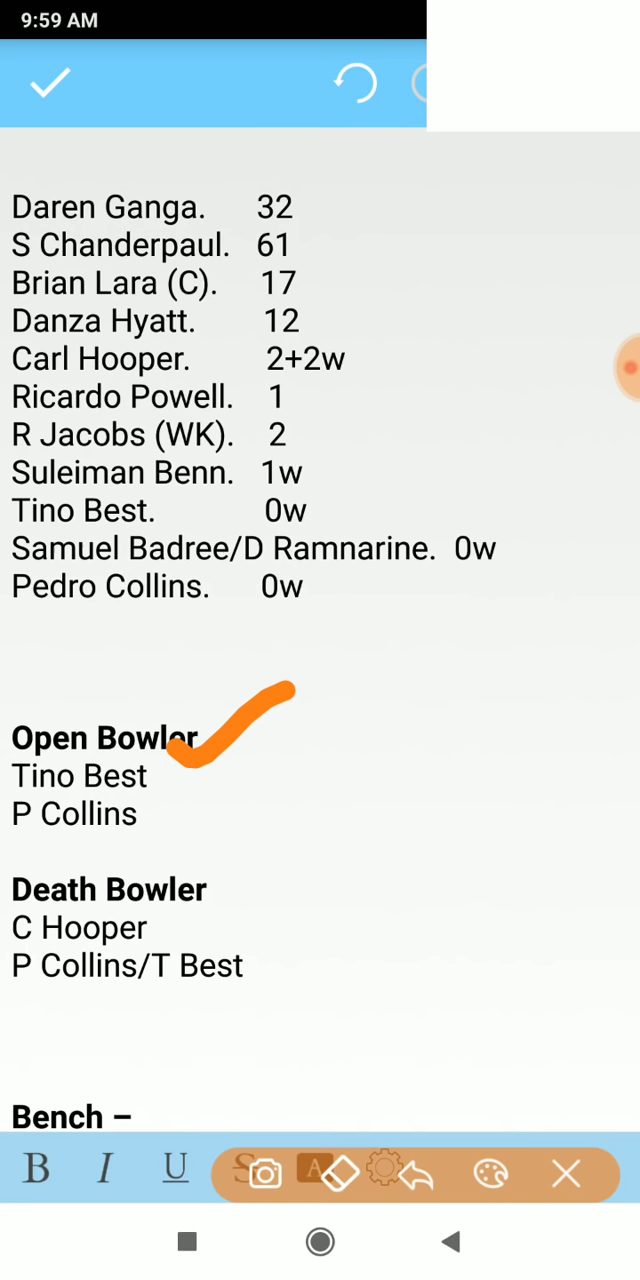 9:59 AM
Daren Ganga. 32
S Chanderpaul. 61
Brian Lara (C). 17
Danza Hyatt. 12
Carl Hooper. 2+2w
Ricardo Powell. 1
R Jacobs (WK). 2
Suleiman Benn. 1w
Tino Best. 0w
Samuel Badree/D Ramnarine. 0w
Pedro Collins. 0w
Open Bowler
Tino Best
P Collins
Death Bowler
C Hooper
P Collins/T Best
Bench –
B I U S A